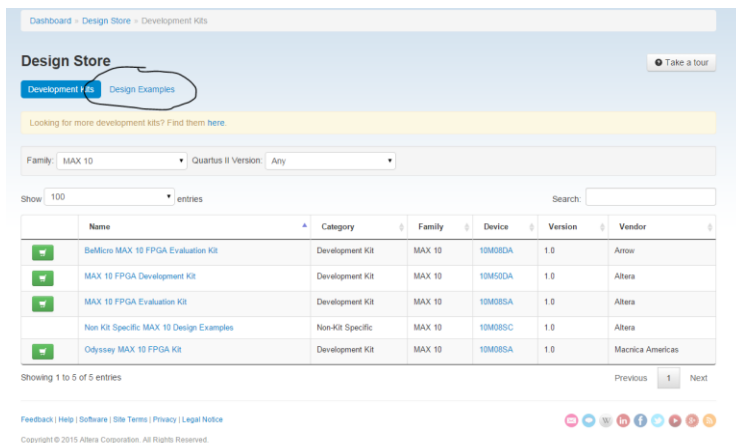 Dashboard » Design Store » Development Kits
Design Store
Take a tour
Development Kits Design Examples
Looking for more development kits? Find them here.
Family: MAX 10 Quartus II Version: Any
Show 100 entries Search:
Name Category Family Device Version Vendor
BeMicro MAX 10 FPGA Evaluation Kit Development Kit MAX 10 10M08DA 1.0 Arrow
MAX 10 FPGA Development Kit Development Kit MAX 10 10M50DA 1.0 Altera
MAX 10 FPGA Evaluation Kit Development Kit MAX 10 10M08SA 1.0 Altera
Non Kit Specific MAX 10 Design Examples Non-Kit Specific MAX 10 10M08SC 1.0 Altera
Odyssey MAX 10 FPGA Kit Development Kit MAX 10 10M08SA 1.0 Macnica Americas
Showing 1 to 5 of 5 entries Previous 1 Next
Feedback | Help | Software | Site Terms | Privacy | Legal Notice
Copyright © 2015 Altera Corporation. All Rights Reserved.